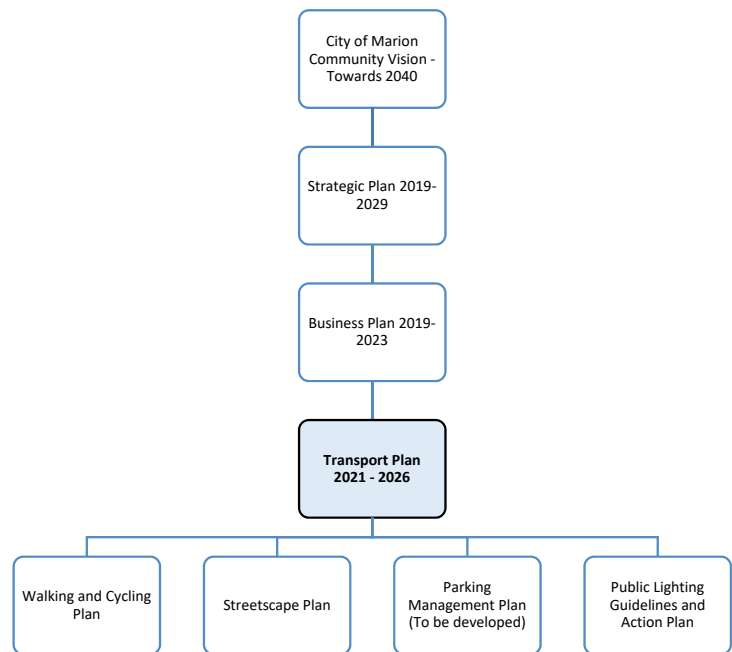 City of Marion
Community Vision -
Towards 2040
Strategic Plan 2019-
2029
Business Plan 2019-
2023
Transport Plan
2021 - 2026
Walking and Cycling
Plan
Streetscape Plan
Parking
Management Plan
(To be developed)
Public Lighting
Guidelines and
Action Plan